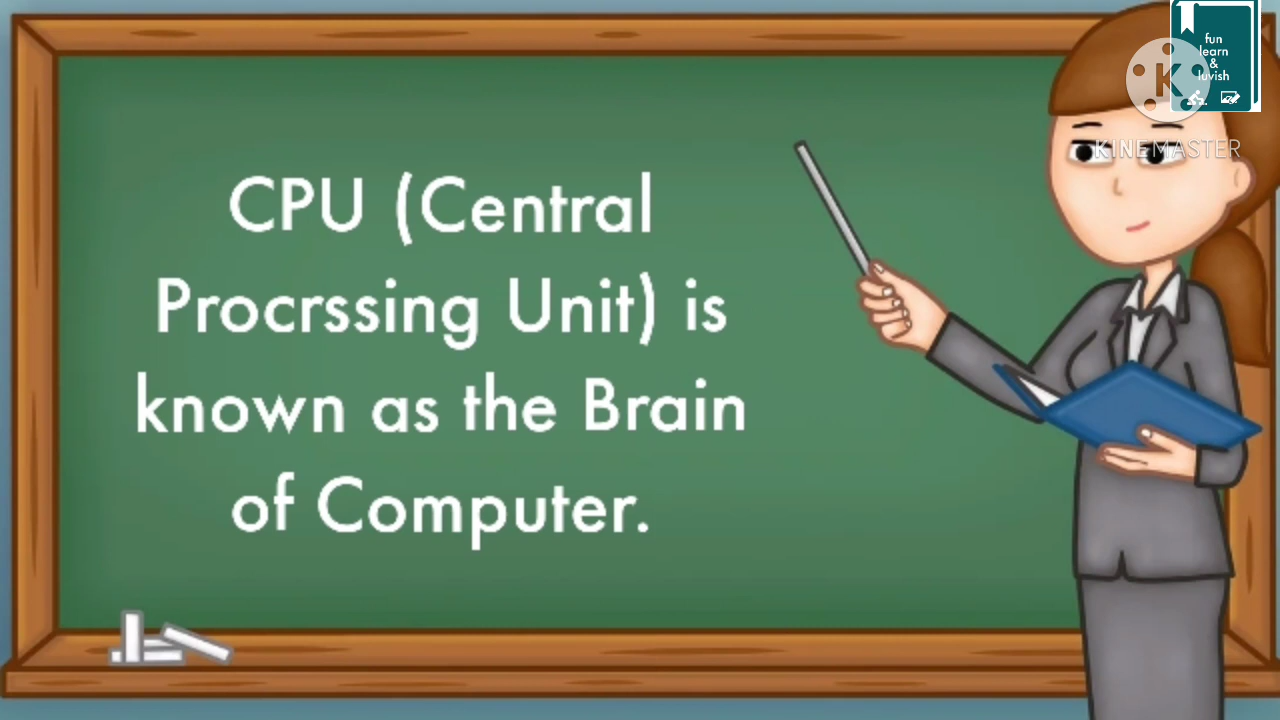 CPU (Central
Procrssing Unit) is
known as the Brain
of Computer.
fun
learn
&
luvish
K
KINEMASTER